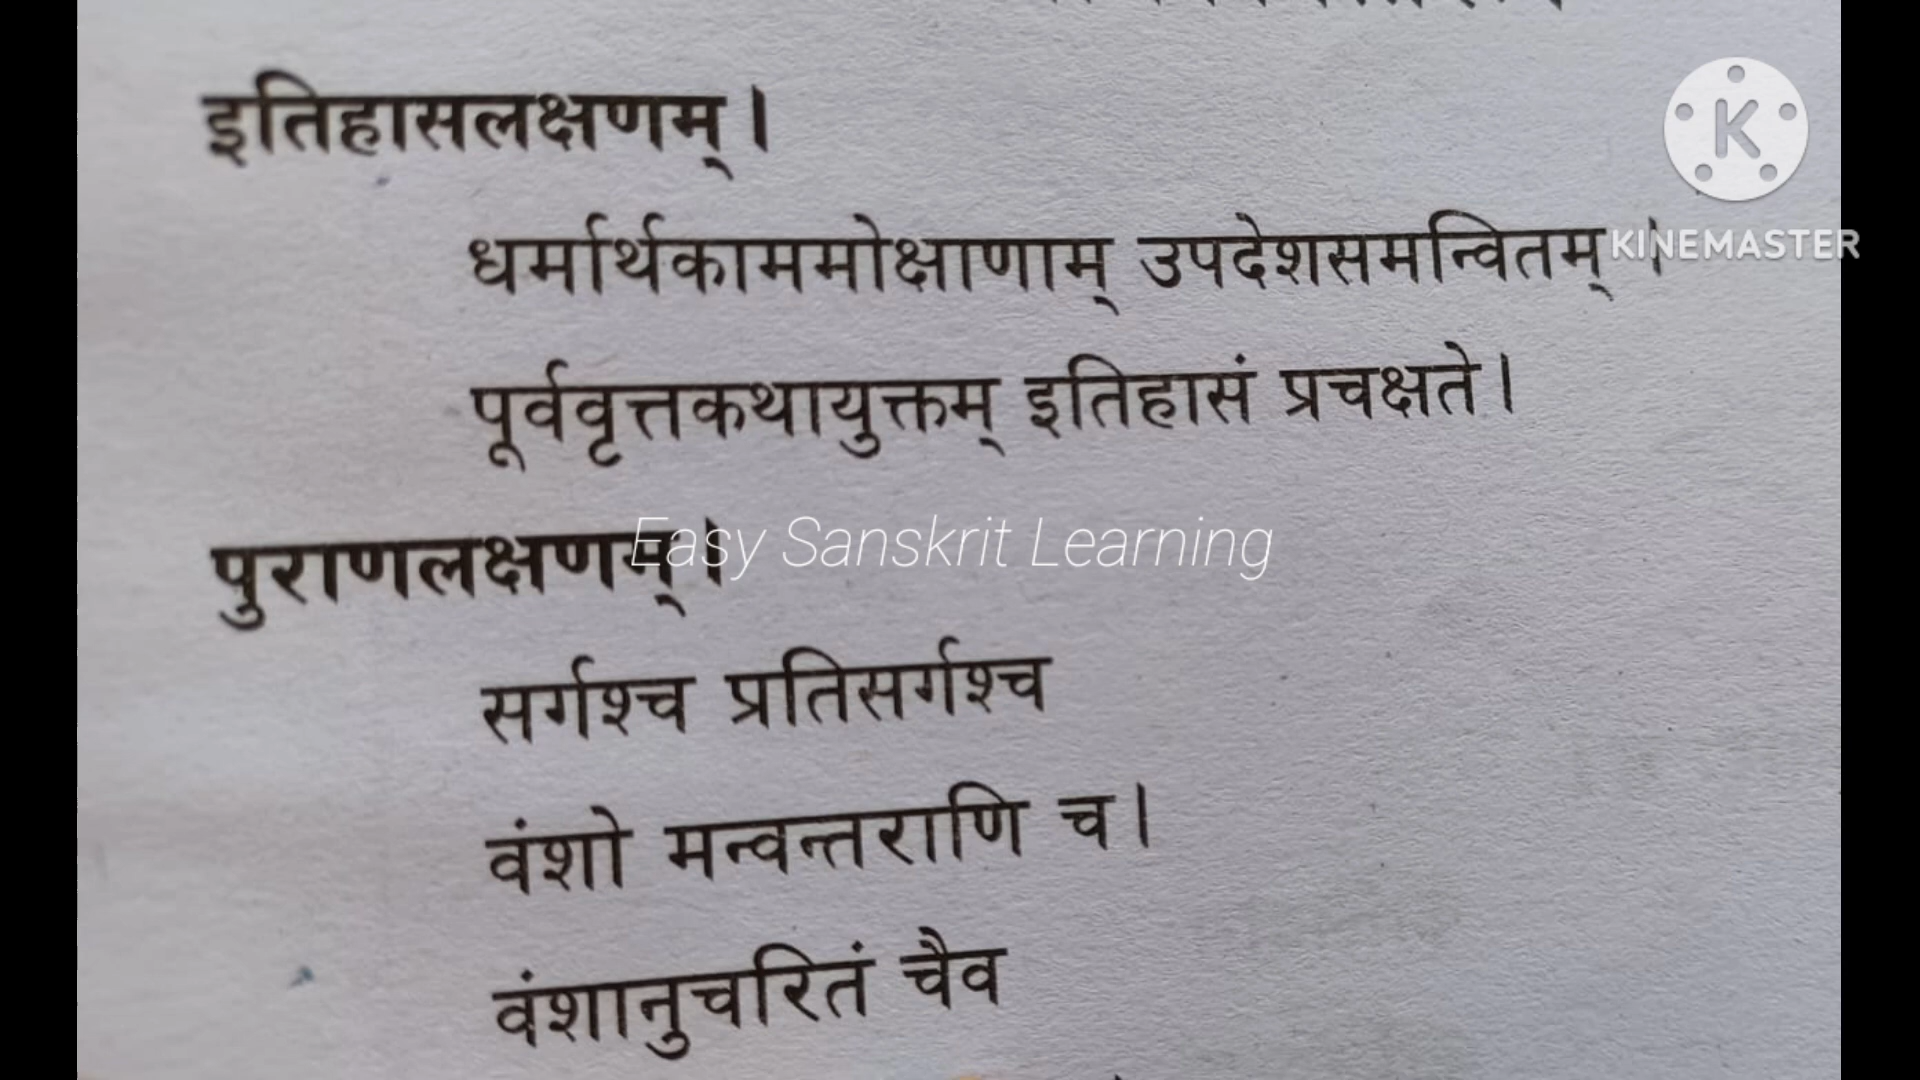 इतिहासलक्षणम् ।
धर्मार्थकाममोक्षाणाम् उपदेशसमन्वितम् ।
KINEMASTER
पूर्ववृत्तकथायुक्तम् इतिहासं प्रचक्षते ।
पुराणलक्षणम् ।
Easy Sanskrit Learning
सर्गश्च प्रतिसर्गश्च
वंशो मन्वन्तराणि च ।
वंशानुचरितं चैव